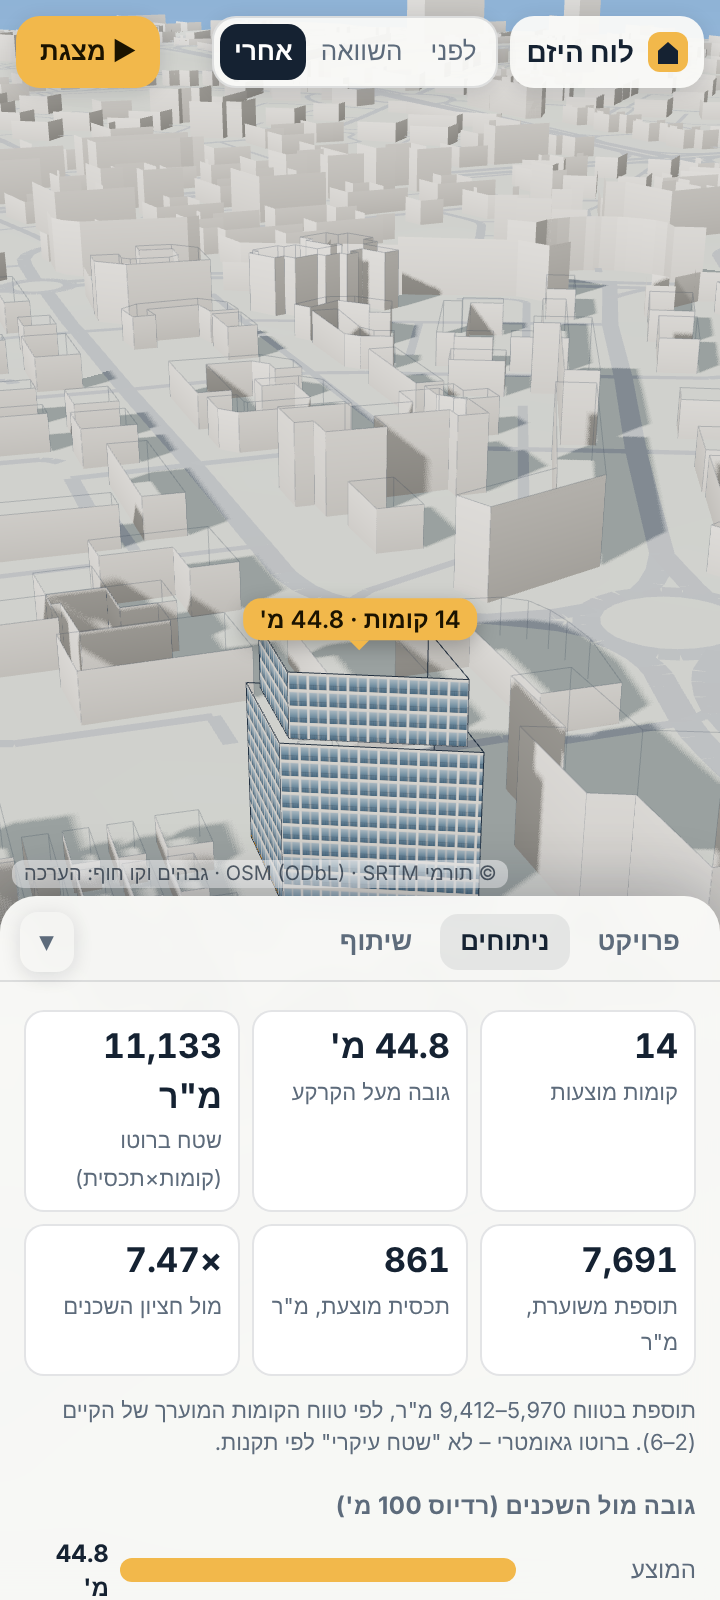 לוח היזם
לפני
השוואה
אחרי
▶ מצגת
14 קומות · 44.8 מ'
© תורמי OSM (ODbL) · SRTM · גבהים וקו חוף: הערכה
פרויקט
ניתוחים
שיתוף
▼
14
קומות מוצעות
44.8 מ'
גובה מעל הקרקע
11,133
מ"ר
שטח ברוטו
(קומות×תכסית)
7,691
תוספת משוערת,
מ"ר
861
תכסית מוצעת, מ"ר
×7.47
מול חציון השכנים
תוספת בטווח 5,970–9,412 מ"ר, לפי טווח הקומות המוערך של הקיים
(2–6). ברוטו גאומטרי – לא "שטח עיקרי" לפי תקנות.
גובה מול השכנים (רדיוס 100 מ')
המוצע
44.8
מ'